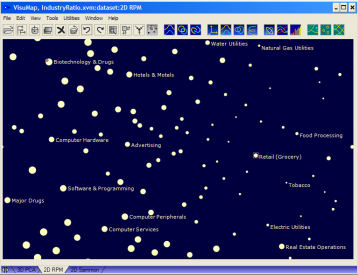 VisuMap, IndustryRatio.xvm:dataset:2D RPM
File Edit View Tools Utilities Window Help
Water Utilities
Natural Gas Utilities
Biotechnology & Drugs
Hotels & Motels
Food Processing
Computer Hardware
Advertising
Retail (Grocery)
Tobacco
Software & Programming
Major Drugs
Computer Peripherals
Electric Utilities
Computer Services
Real Estate Operations
3D PCA 2D RPM 2D Sammon